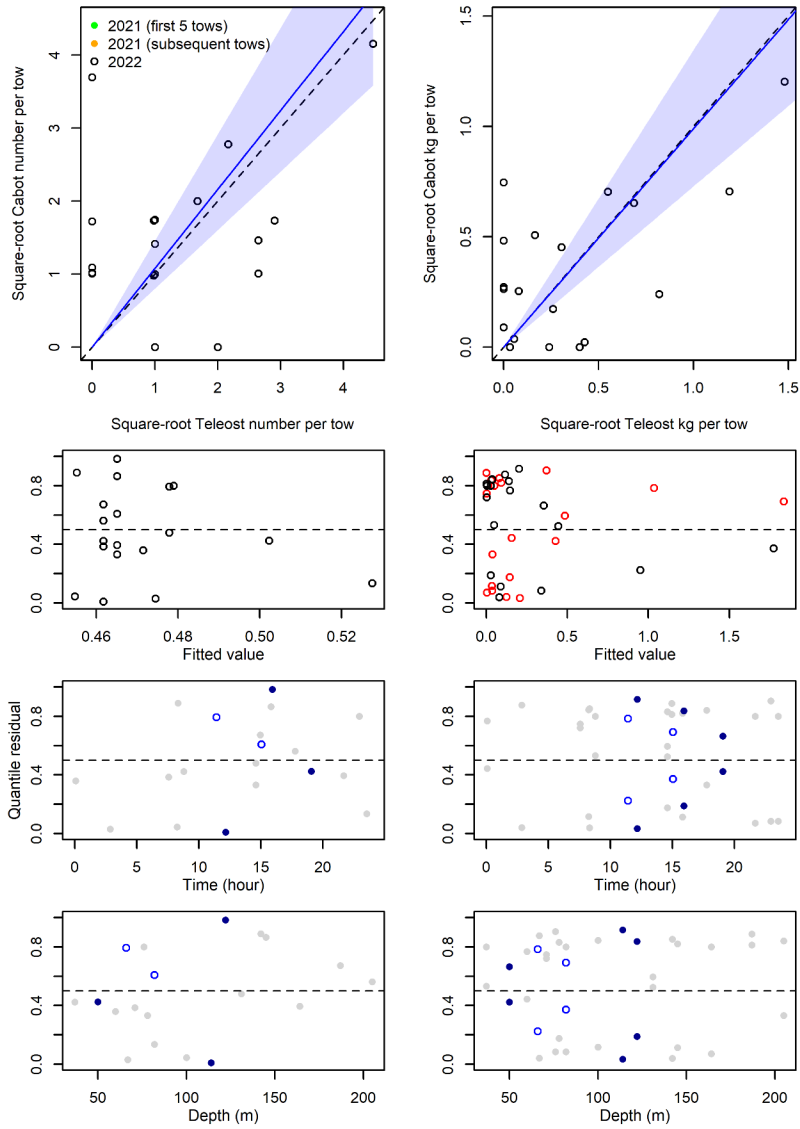 2021 (first 5 tows)
2021 (subsequent tows)
2022
Square-root Cabot number per tow
0 1 2 3 4
0 1 2 3 4
Square-root Teleost number per tow
Square-root Cabot kg per tow
0.0 0.5 1.0 1.5
0.0 0.5 1.0 1.5
Square-root Teleost kg per tow
0.0 0.4 0.8
0.46 0.48 0.50 0.52
Fitted value
0.0 0.4 0.8
0.0 0.5 1.0 1.5
Fitted value
Quantile residual
0.0 0.4 0.8
0 5 10 15 20
Time (hour)
0.0 0.4 0.8
0 5 10 15 20
Time (hour)
0.0 0.4 0.8
50 100 150 200
Depth (m)
0.0 0.4 0.8
50 100 150 200
Depth (m)